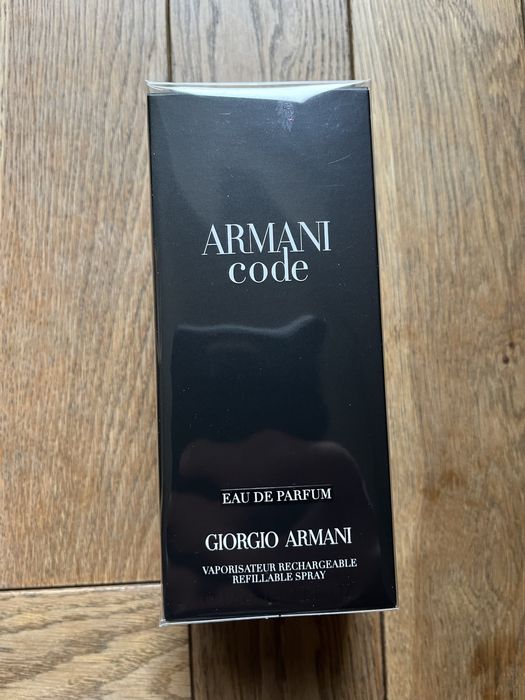 ARMANI
code
EAU DE PARFUM
GIORGIO ARMANI
VAPORISATEUR RECHARGEABLE
REFILLABLE SPRAY